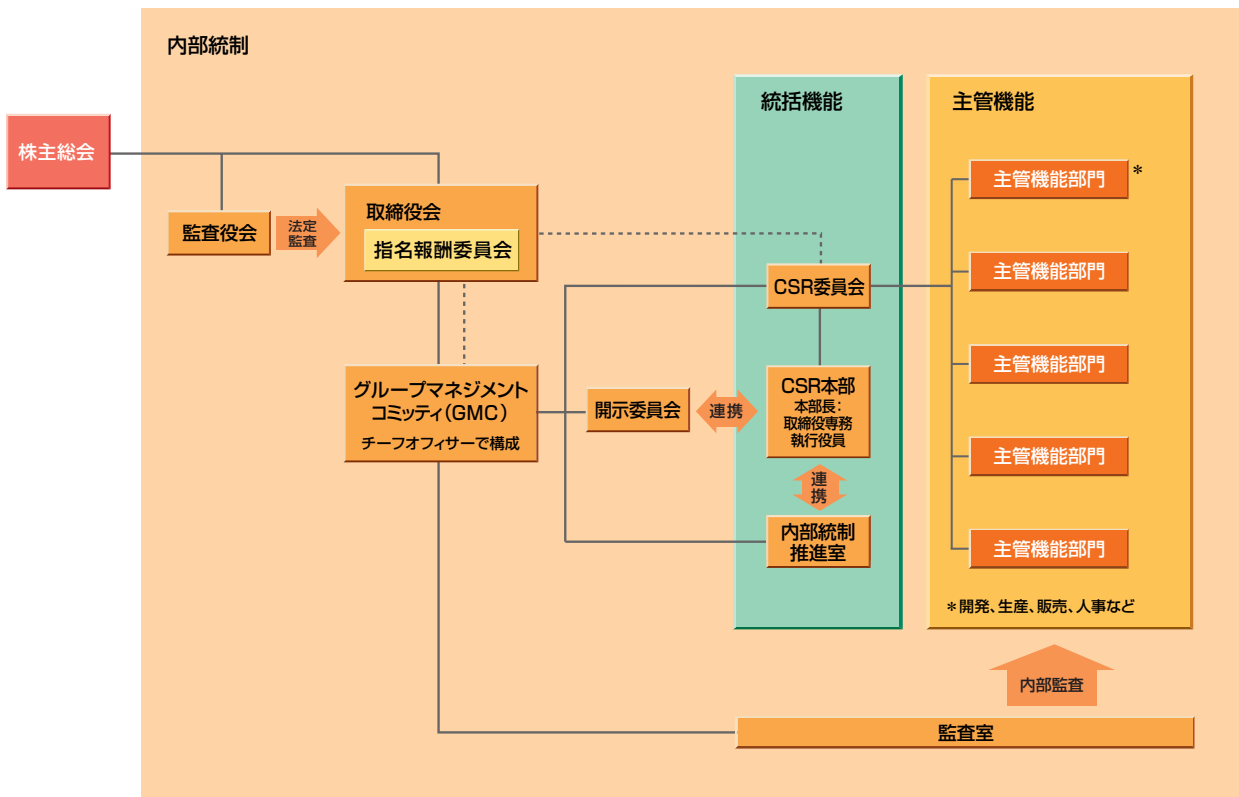 内部統制
株主総会
監査役会
法定
監査
取締役会
指名報酬委員会
グループマネジメント
コミッティ(GMC)
チーフオフィサーで構成
開示委員会
連携
統括機能
CSR委員会
CSR本部
本部長：
取締役専務
執行役員
連
携
内部統制
推進室
主管機能
主管機能部門 *
主管機能部門
主管機能部門
主管機能部門
主管機能部門
*開発、生産、販売、人事など
内部監査
監査室